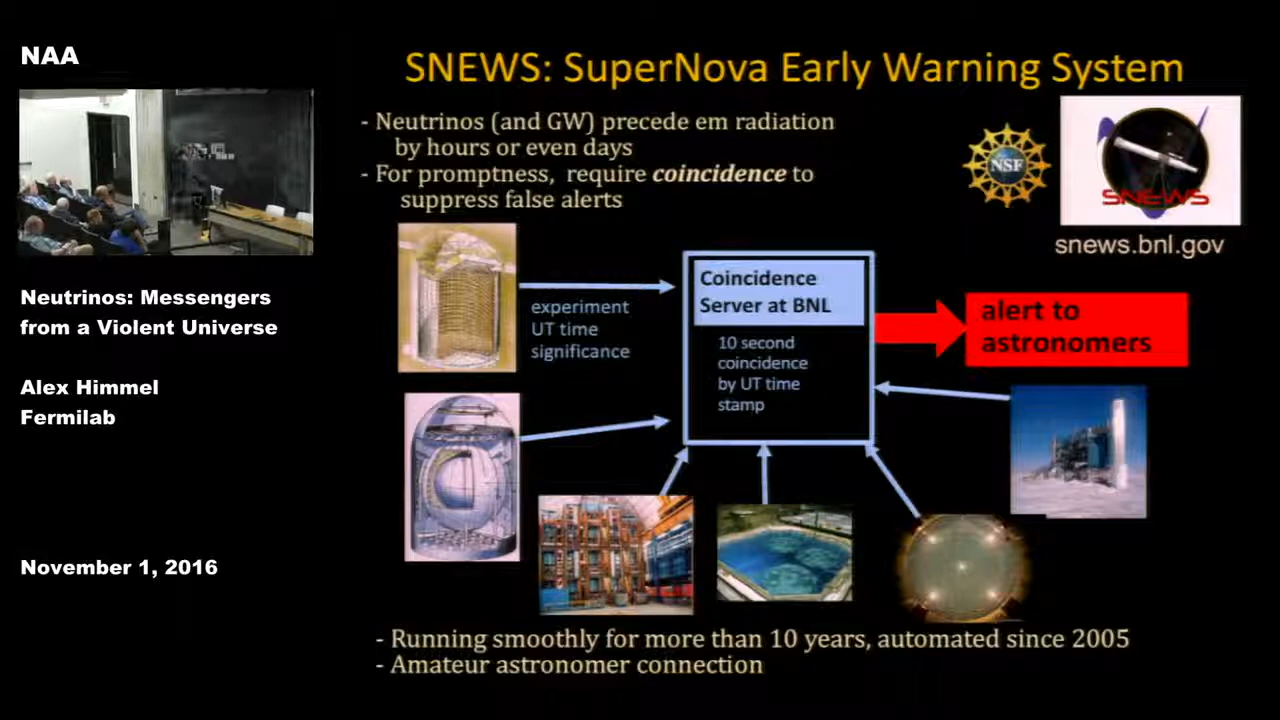 NAA
Neutrinos: Messengers
from a Violent Universe
Alex Himmel
Fermilab
November 1, 2016
SNEWS: SuperNova Early Warning System
- Neutrinos (and GW) precede em radiation
by hours or even days
- For promptness, require coincidence to
suppress false alerts
NSF
SNEWS
snews.bnl.gov
experiment
UT time
significance
Coincidence
Server at BNL
10 second
coincidence
by UT time
stamp
alert to
astronomers
- Running smoothly for more than 10 years, automated since 2005
- Amateur astronomer connection